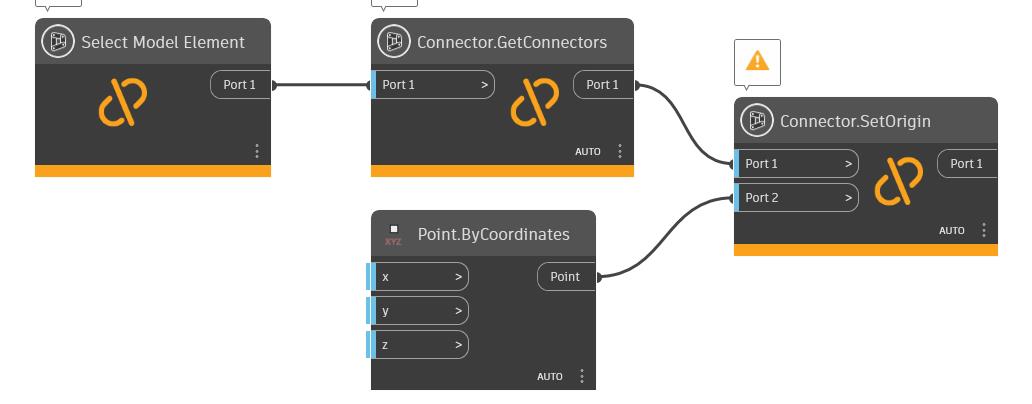 Select Model Element
Port 1
Connector.GetConnectors
Port 1 >
Port 1
AUTO
Point.ByCoordinates
XYZ
x >
y >
z >
Point
AUTO
Connector.SetOrigin
Port 1 >
Port 2 >
Port 1
AUTO